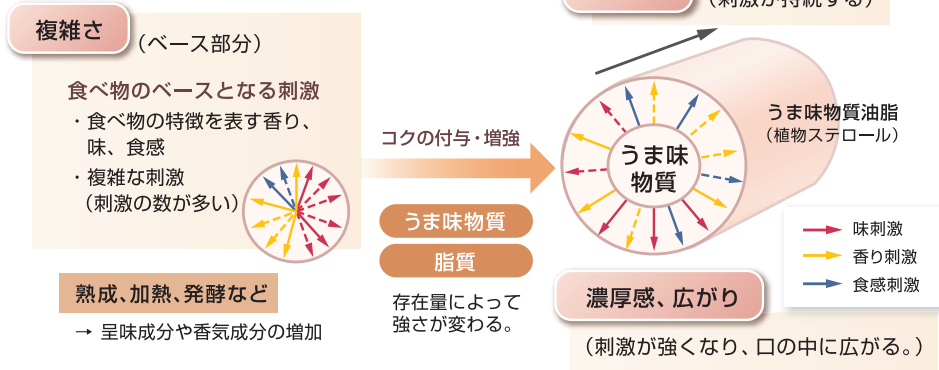 （刺激が持続する）
複雑さ
（ベース部分）
食べ物のベースとなる刺激
・食べ物の特徴を表す香り、
味、食感
・複雑な刺激
（刺激の数が多い）
熟成、加熱、発酵など
→ 呈味成分や香気成分の増加
コクの付与・増強
うま味物質
脂質
存在量によって
強さが変わる。
うま味
物質
うま味物質油脂
（植物ステロール）
味刺激
香り刺激
食感刺激
濃厚感、広がり
（刺激が強くなり、口の中に広がる。）